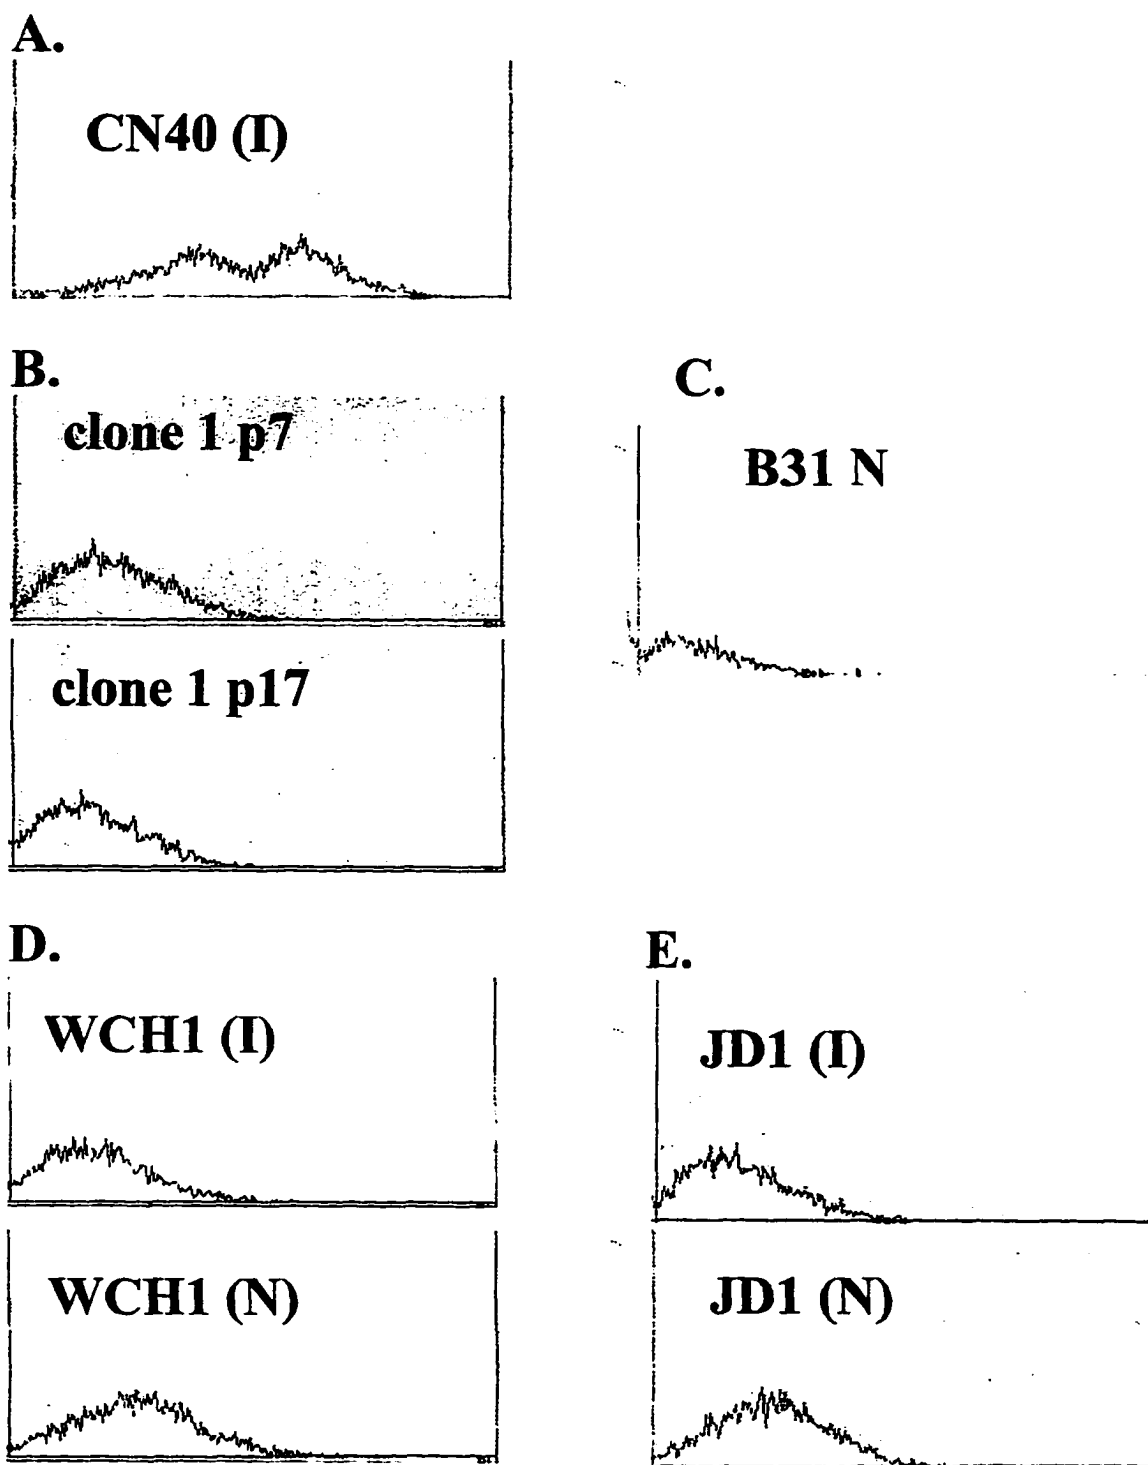 A.
CN40 (I)
B.
clone 1 p7
clone 1 p17
C.
B31 N
D.
WCH1 (I)
WCH1 (N)
E.
JD1 (I)
JD1 (N)